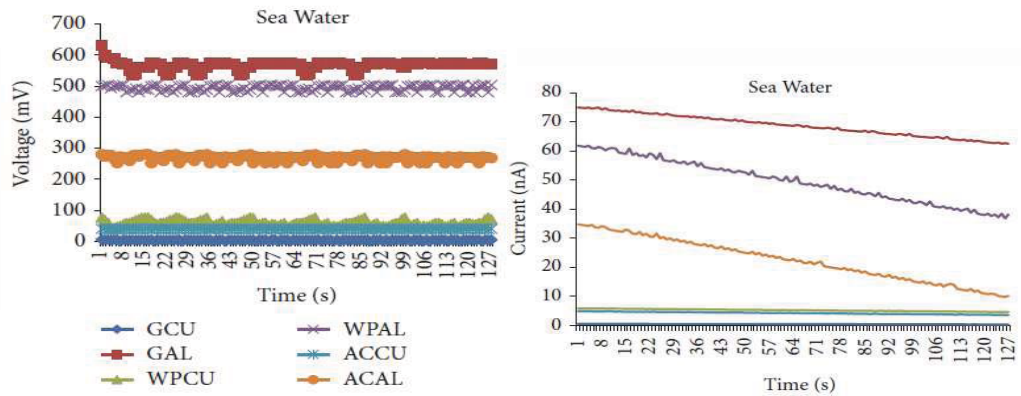 Sea Water
Voltage (mV)
700
600
500
400
300
200
100
0
1 8 15 22 29 36 43 50 57 64 71 78 85 92 99 106 113 120 127
Time (s)
GCU WPAL
GAL ACCU
WPCU ACAL
Sea Water
Current (nA)
80
70
60
50
40
30
20
10
0
1 8 15 22 29 36 43 50 57 64 71 78 85 92 99 106 113 120 127
Time (s)